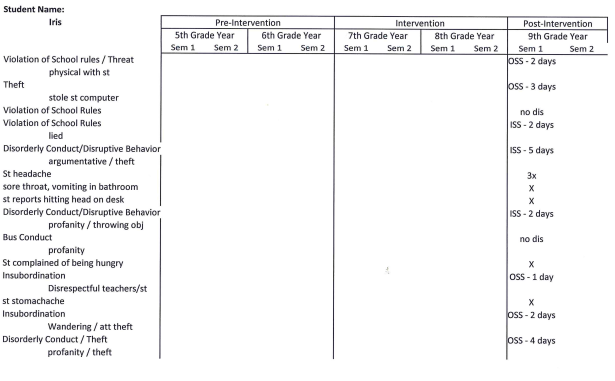 Student Name:
Iris Pre-Intervention Intervention Post-Intervention
5th Grade Year 6th Grade Year 7th Grade Year 8th Grade Year 9th Grade Year
Sem 1 Sem 2 Sem 1 Sem 2 Sem 1 Sem 2 Sem 1 Sem 2 Sem 1 Sem 2
Violation of School rules / Threat OSS - 2 days
physical with st
Theft OSS - 3 days
stole st computer
Violation of School Rules no dis
Violation of School Rules ISS - 2 days
lied
Disorderly Conduct/Disruptive Behavior ISS - 5 days
argumentative / theft
St headache 3x
sore throat, vomiting in bathroom X
st reports hitting head on desk X
Disorderly Conduct/Disruptive Behavior ISS - 2 days
profanity / throwing obj
Bus Conduct no dis
profanity
St complained of being hungry X
Insubordination OSS - 1 day
Disrespectful teachers/st
st stomachache X
Insubordination OSS - 2 days
Wandering / att theft
Disorderly Conduct / Theft OSS - 4 days
profanity / theft